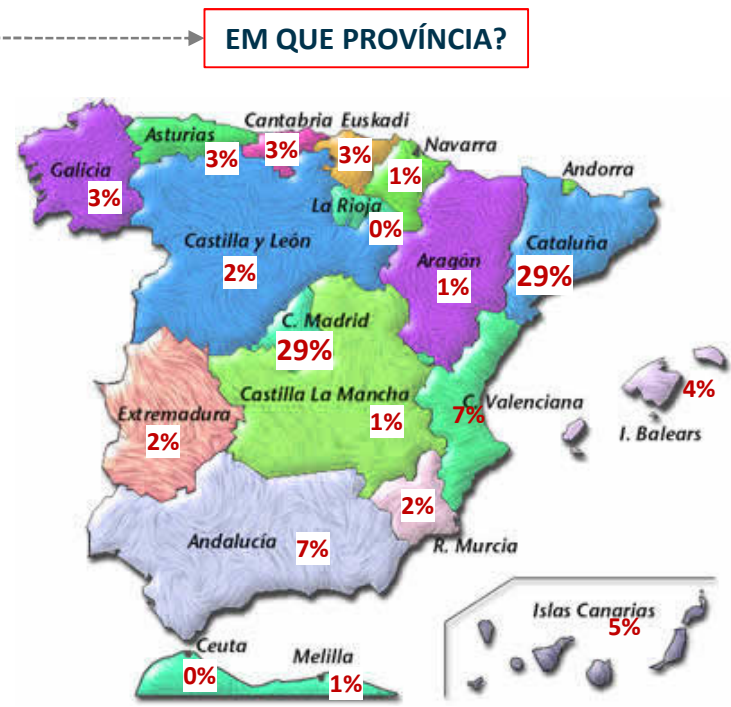 EM QUE PROVÍNCIA?
Cantabria Euskadi
Asturias
Navarra
3%
3%
3%
Galicia
1%
Andorra
3%
La Rioja
0%
Castilla y León
Cataluña
2%
Aragón
29%
1%
C. Madrid
29%
Castilla La Mancha
C. Valenciana
4%
Extremadura
1%
7%
2%
I. Balears
2%
Andalucía
7%
R. Murcia
Islas Canarias
5%
Ceuta
Melilla
0%
1%